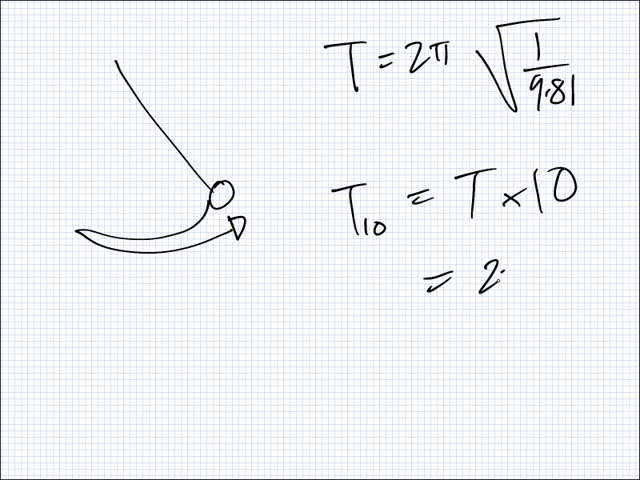 T = 2π √(1/9.81)
T₁₀ = T × 10
= 2.